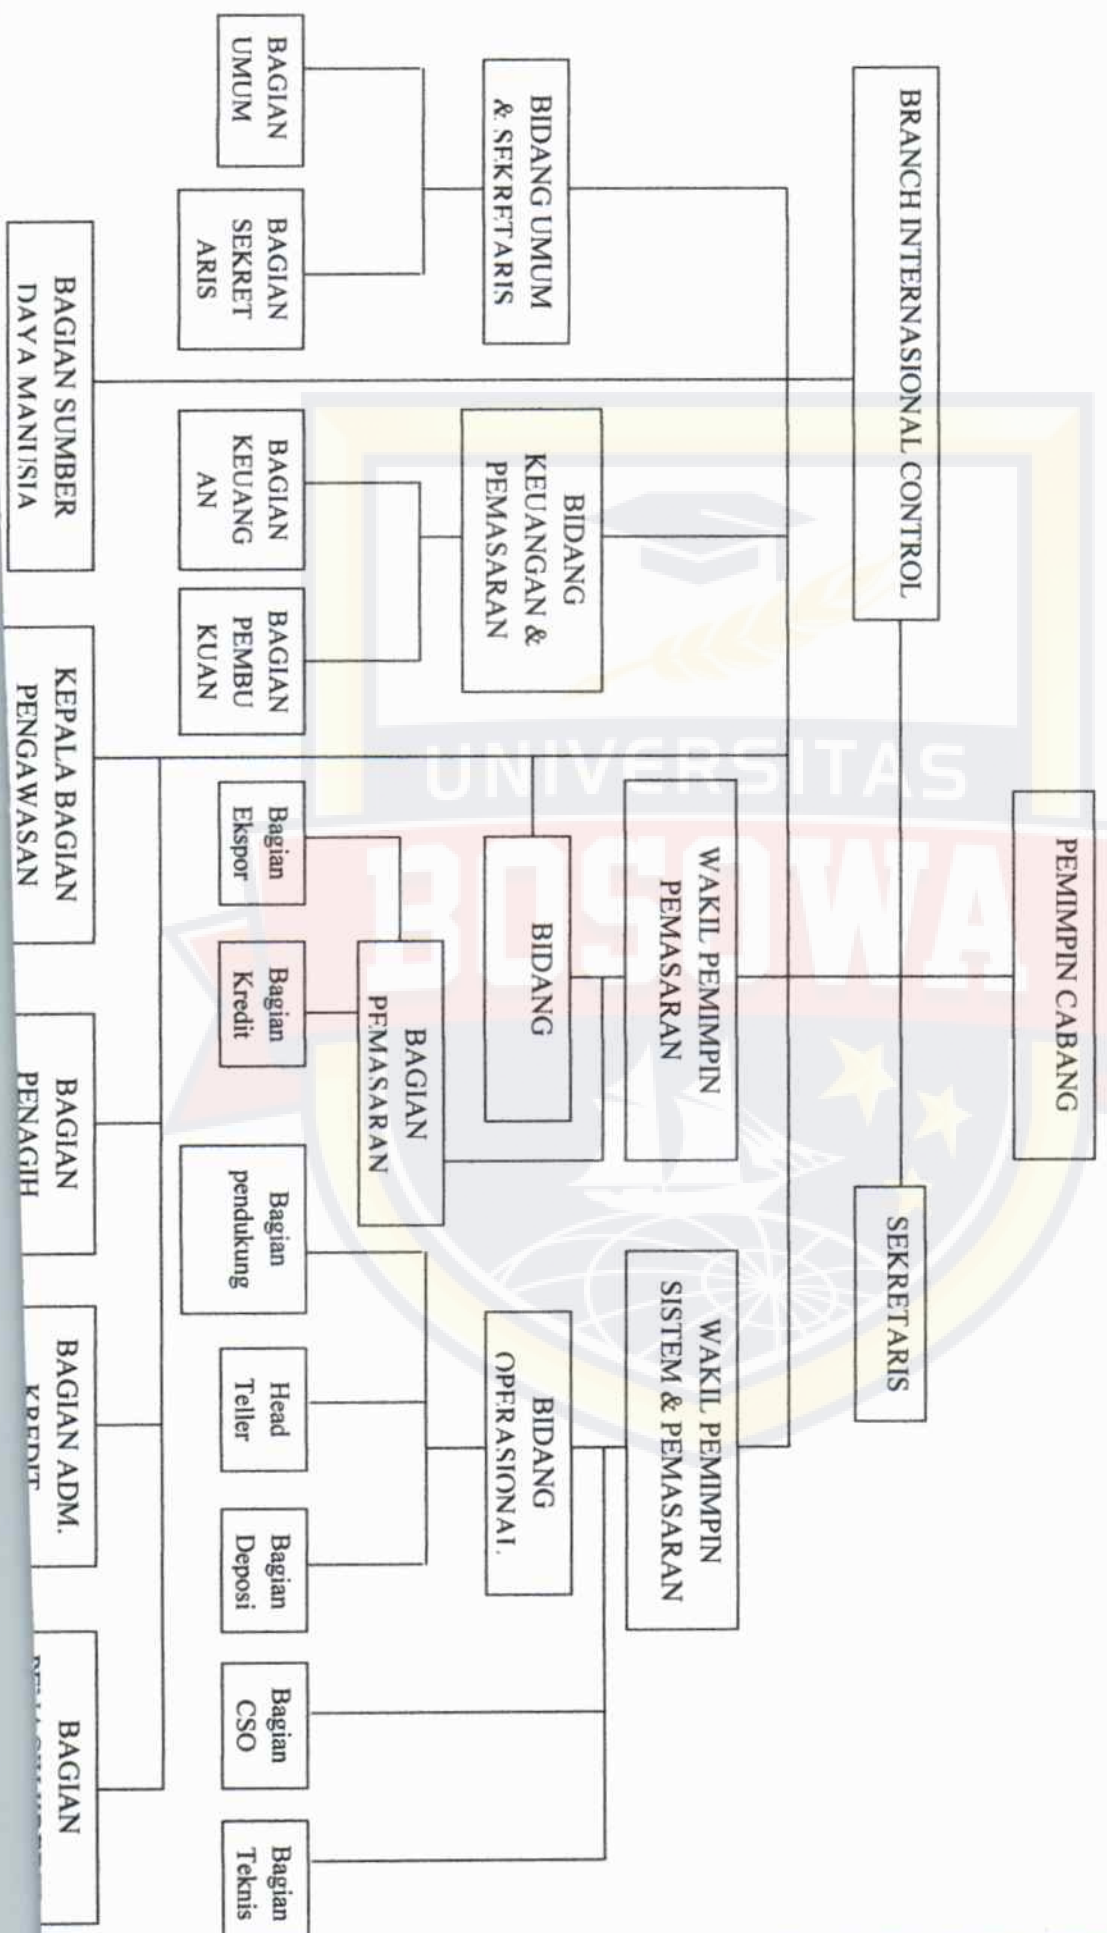 PEMIMPIN CABANG
BRANCH INTERNASIONAL CONTROL
SEKRETARIS
WAKIL PEMIMPIN
PEMASARAN
WAKIL PEMIMPIN
SISTEM & PEMASARAN
BIDANG UMUM
& SEKRETARIS
BIDANG
KEUANGAN &
PEMASARAN
BIDANG
BIDANG
OPERASIONAL
BAGIAN
PEMASARAN
BAGIAN
UMUM
BAGIAN
SEKRET
ARIS
BAGIAN
KEUANG
AN
BAGIAN
PEMBU
KUAN
Bagian
Ekspor
Bagian
Kredit
Bagian
pendukung
Head
Teller
Bagian
Deposi
Bagian
CSO
Bagian
Teknis
BAGIAN SUMBER
DAYA MANUSIA
KEPALA BAGIAN
PENGAWASAN
BAGIAN
PENAGIH
BAGIAN ADM.
KREDIT
BAGIAN
UNIVERSITAS
BOSOWA